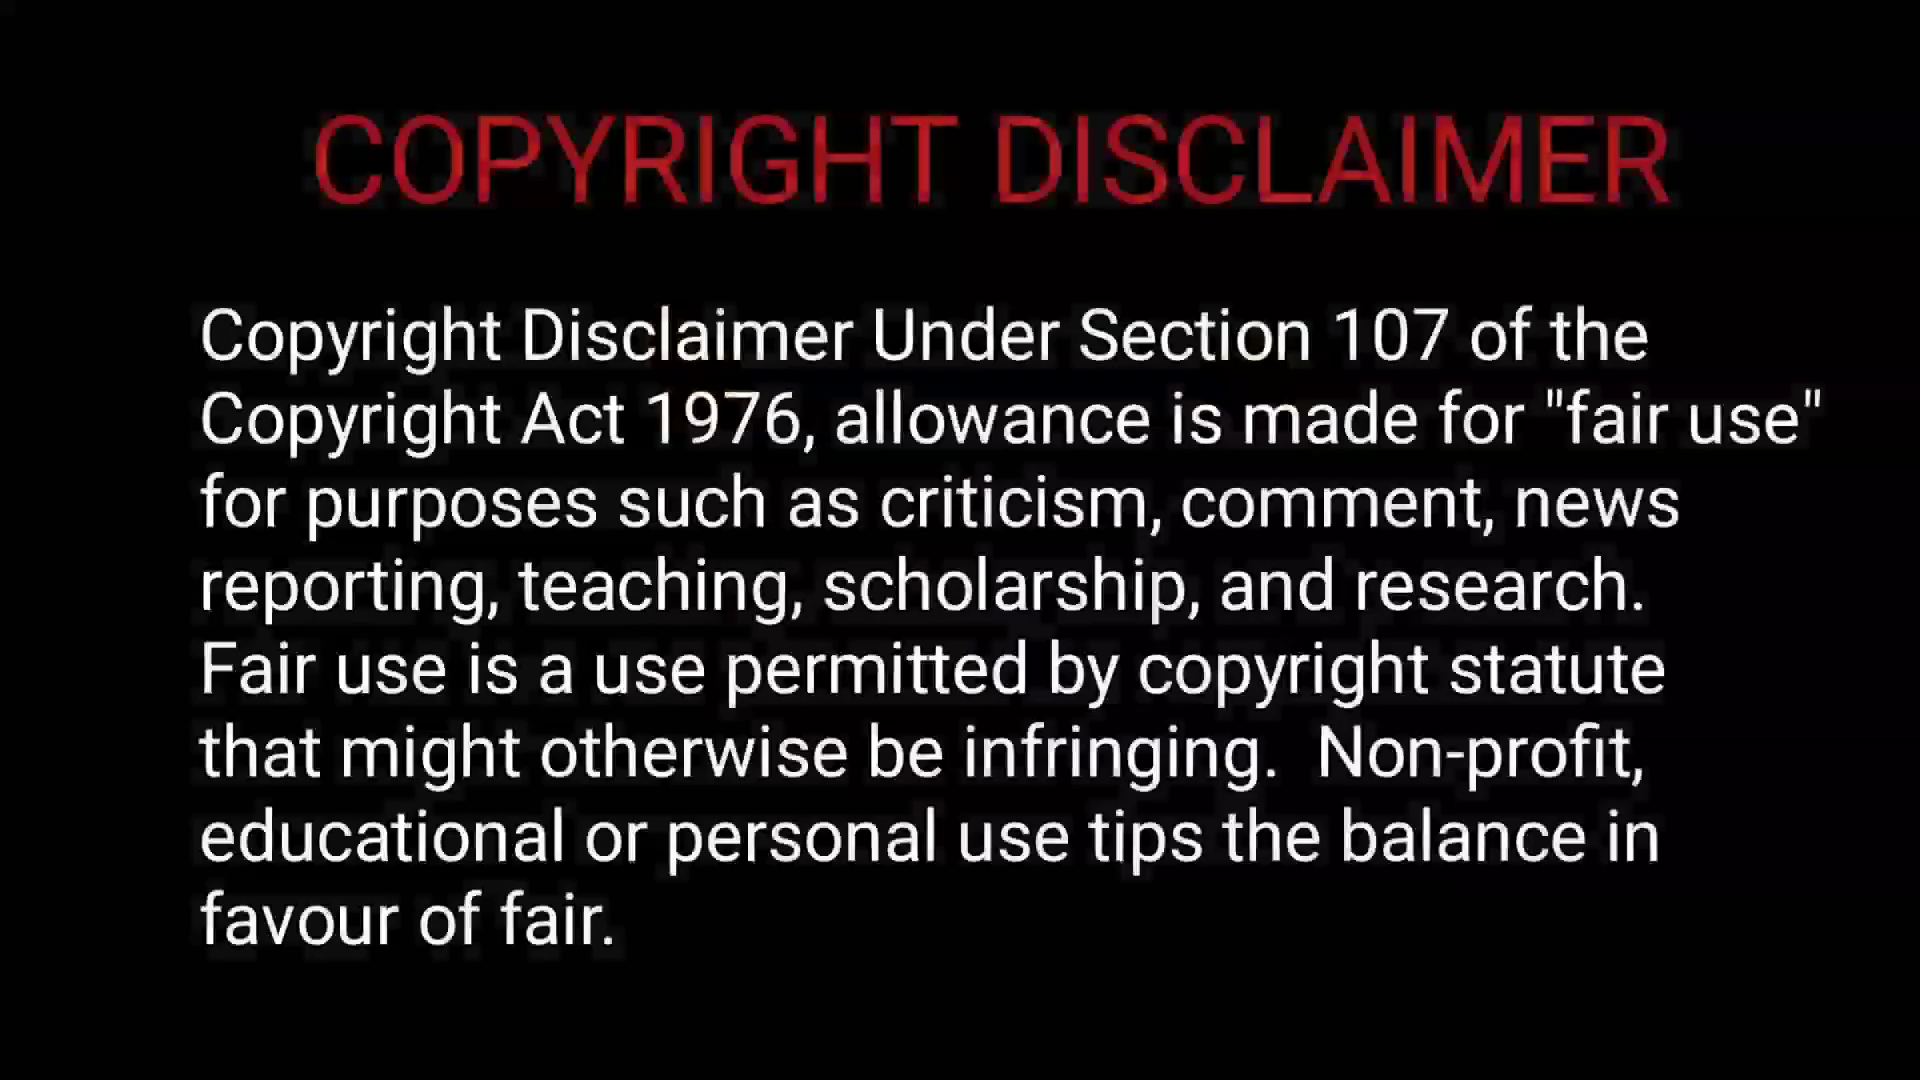 COPYRIGHT DISCLAIMER
Copyright Disclaimer Under Section 107 of the
Copyright Act 1976, allowance is made for "fair use"
for purposes such as criticism, comment, news
reporting, teaching, scholarship, and research.
Fair use is a use permitted by copyright statute
that might otherwise be infringing.  Non-profit,
educational or personal use tips the balance in
favour of fair.